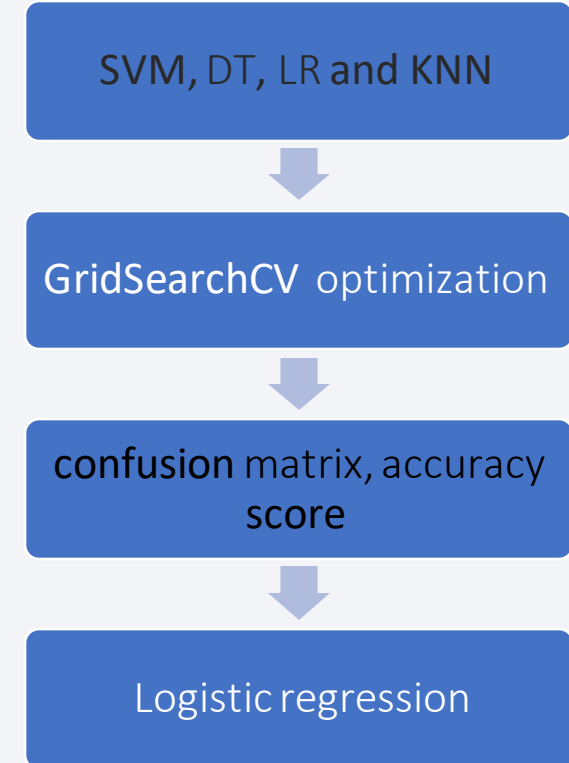 SVM, DT, LR and KNN
GridSearchCV optimization
confusion matrix, accuracy
score
Logistic regression